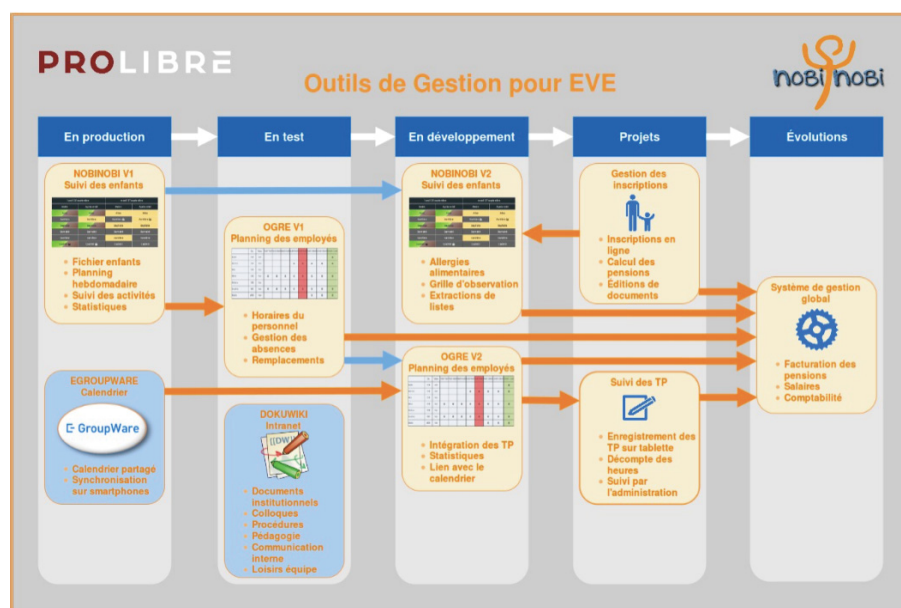 PROLIBRE
nobinobi
Outils de Gestion pour EVE
En production
En test
En développement
Projets
Évolutions
NOBINOBI V1
Suivi des enfants
Fichier enfants
Planning
hebdomadaire
Suivi des activités
Statistiques
EGROUPWARE
Calendrier
GroupWare
Calendrier partagé
Synchronisation
sur smartphones
OGRE V1
Planning des employés
Horaires du
personnel
Gestion des
absences
Remplacements
DOKUWIKI
Intranet
[[DW]]
Documents
institutionnels
Colloques
Procédures
Pédagogie
Communication
interne
Loisirs équipe
NOBINOBI V2
Suivi des enfants
Allergies
alimentaires
Grille d'observation
Extractions de
listes
OGRE V2
Planning des employés
Intégration des TP
Statistiques
Lien avec le
calendrier
Gestion des
inscriptions
Inscriptions en
ligne
Calcul des
pensions
Éditions de
documents
Suivi des TP
Enregistrement des
TP sur tablette
Décompte des
heures
Suivi par
l'administration
Système de gestion
global
Facturation des
pensions
Salaires
Comptabilité